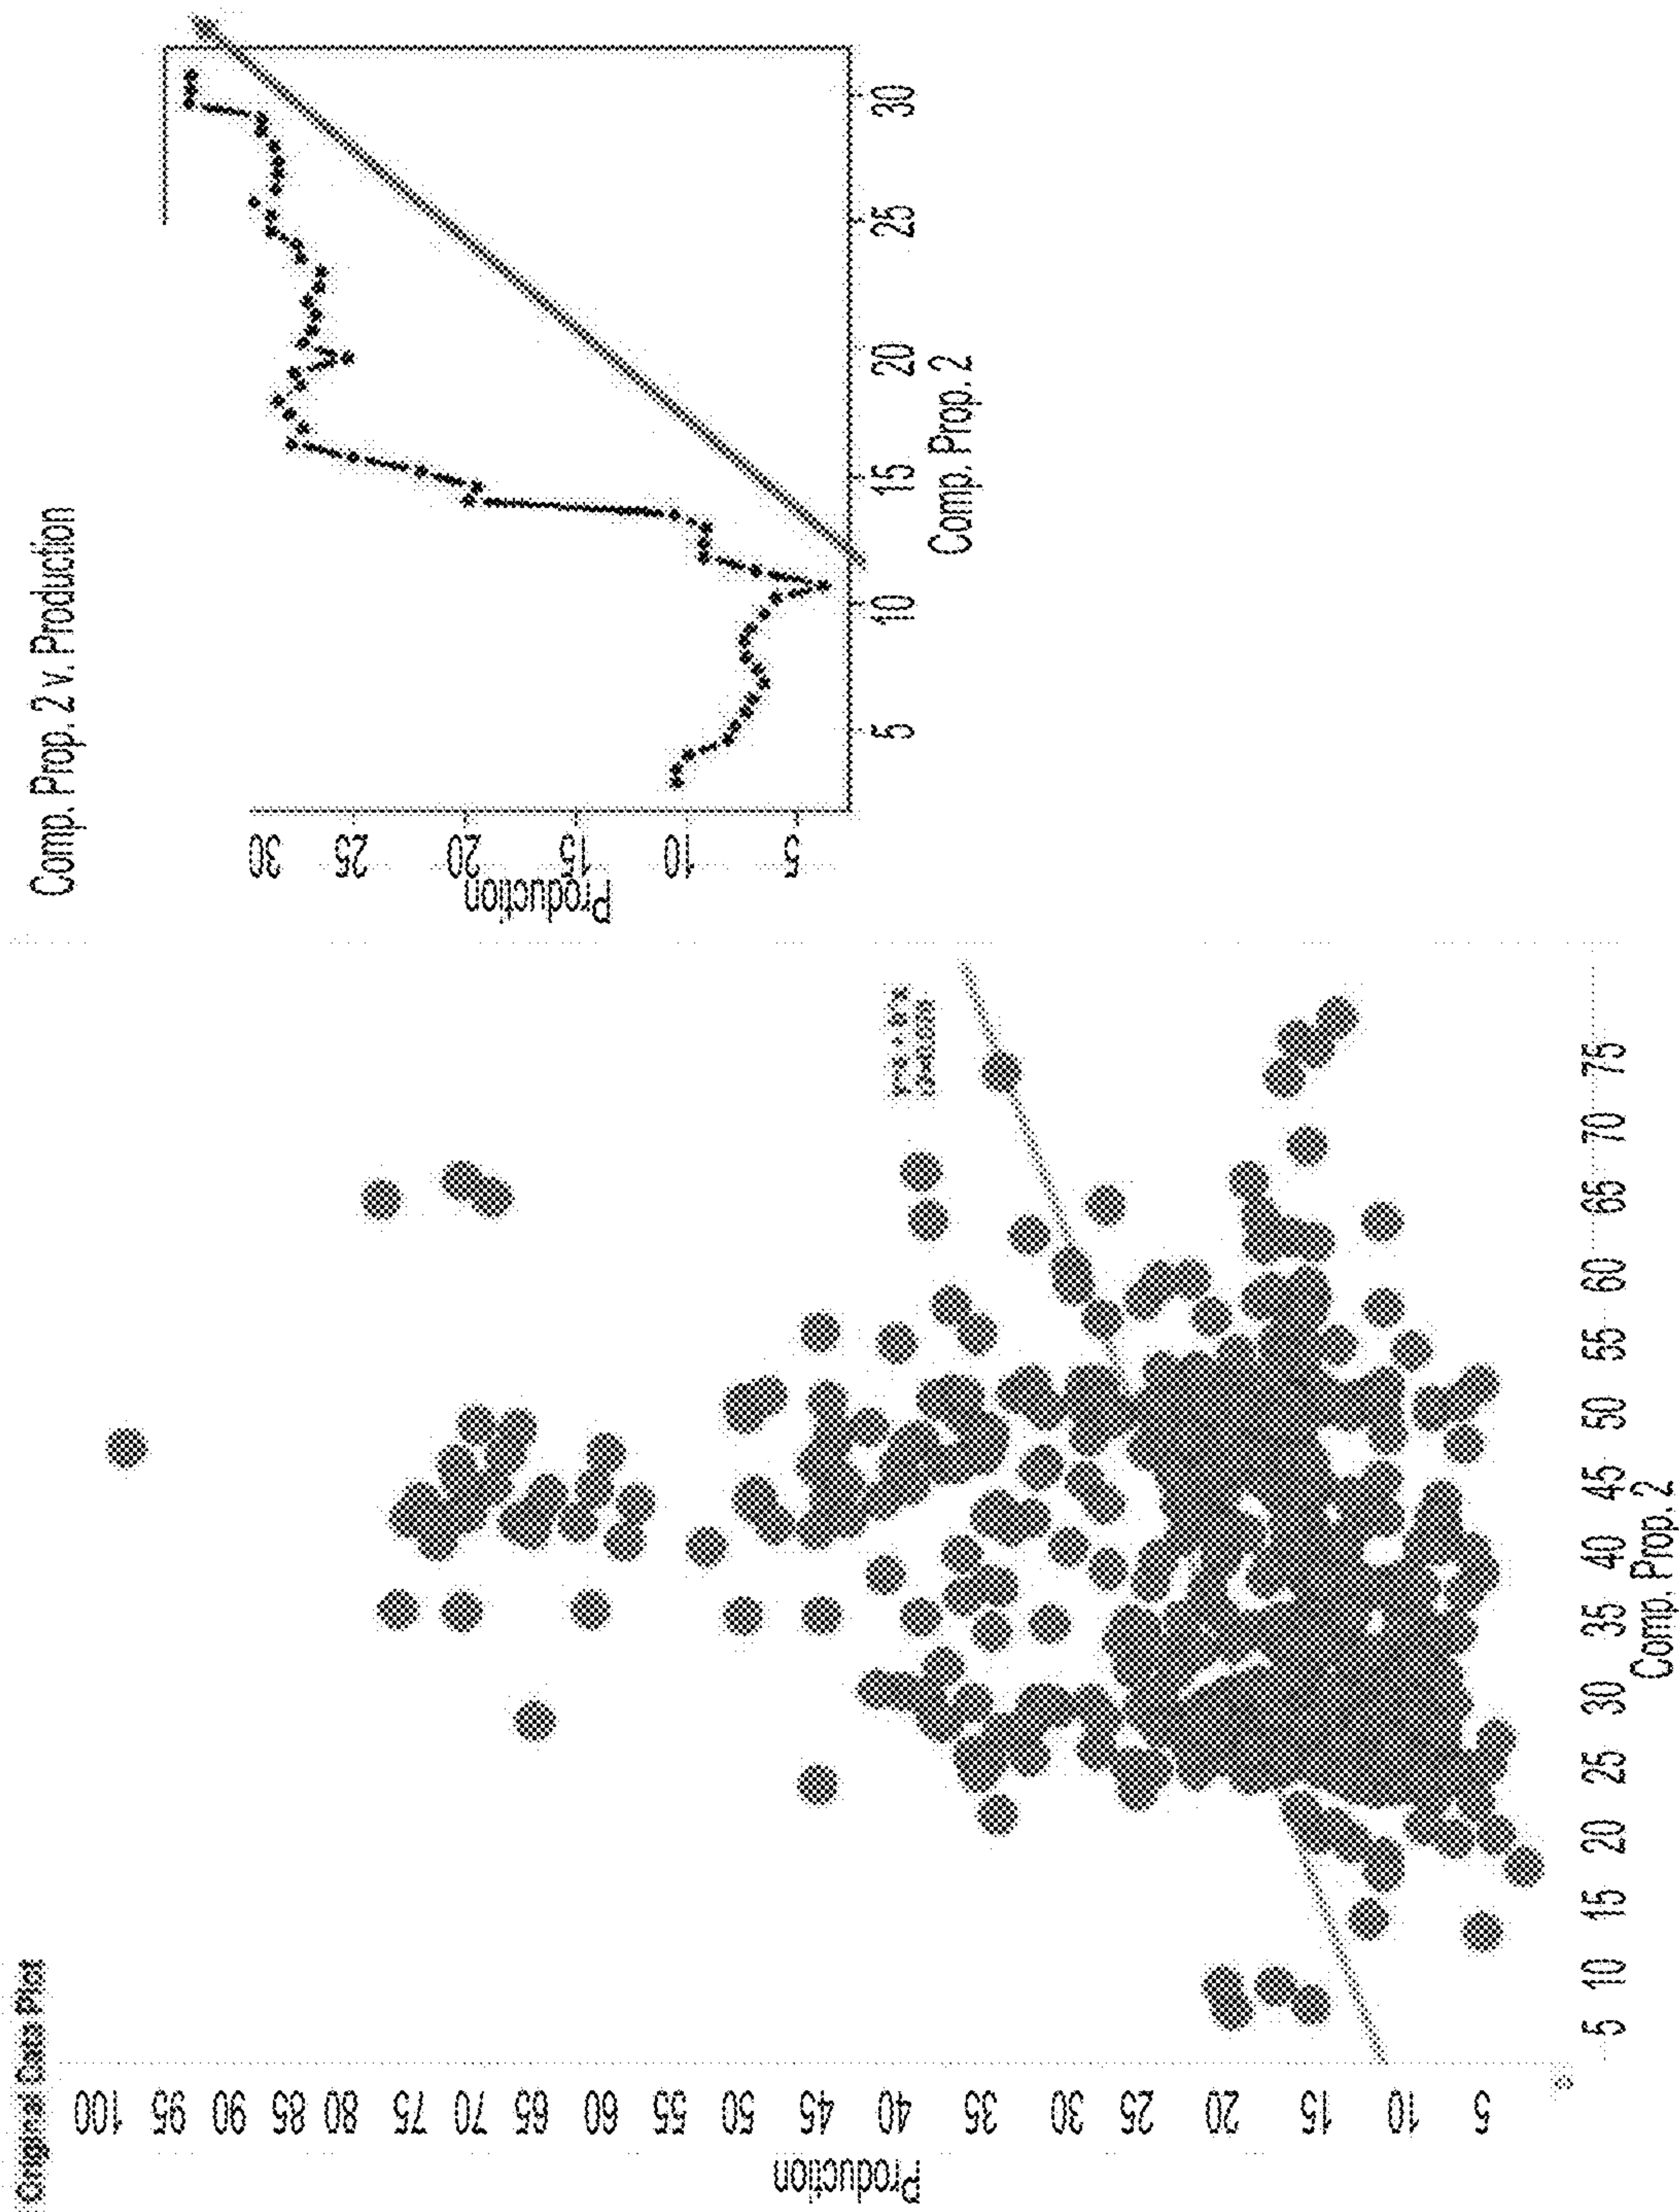 Original Data Plot
Production
100 95 90 85 80 75 70 65 60 55 50 45 40 35 30 25 20 15 10 5
5 10 15 20 25 30 35 40 45 50 55 60 65 70 75
Comp. Prop. 2
Comp. Prop. 2 v. Production
Production
30 25 20 15 10 5
5 10 15 20 25 30
Comp. Prop. 2